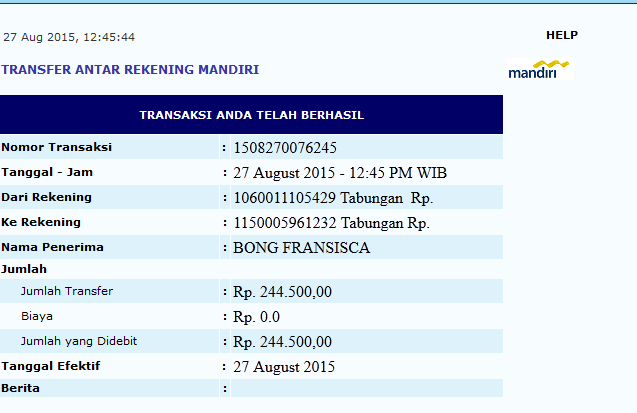 27 Aug 2015, 12:45:44
HELP
TRANSFER ANTAR REKENING MANDIRI
mandırı
TRANSAKSI ANDA TELAH BERHASIL
Nomor Transaksi : 1508270076245
Tanggal - Jam : 27 August 2015 - 12:45 PM WIB
Dari Rekening : 1060011105429 Tabungan Rp.
Ke Rekening : 1150005961232 Tabungan Rp.
Nama Penerima : BONG FRANSISCA
Jumlah
Jumlah Transfer : Rp. 244.500,00
Biaya : Rp. 0.0
Jumlah yang Didebit : Rp. 244.500,00
Tanggal Efektif : 27 August 2015
Berita :